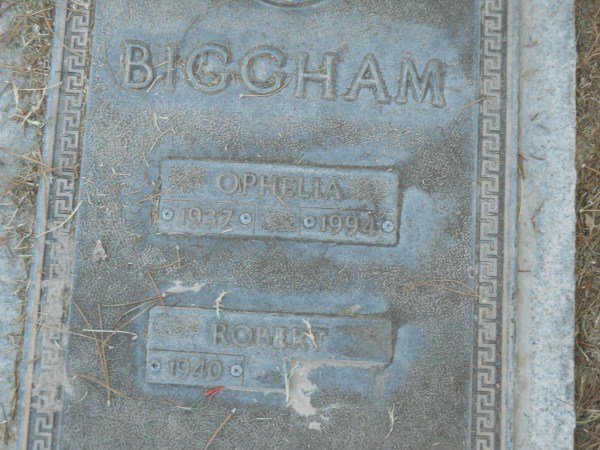 BIGGHAM
OPHELIA
1937 1994
ROBERT
1940